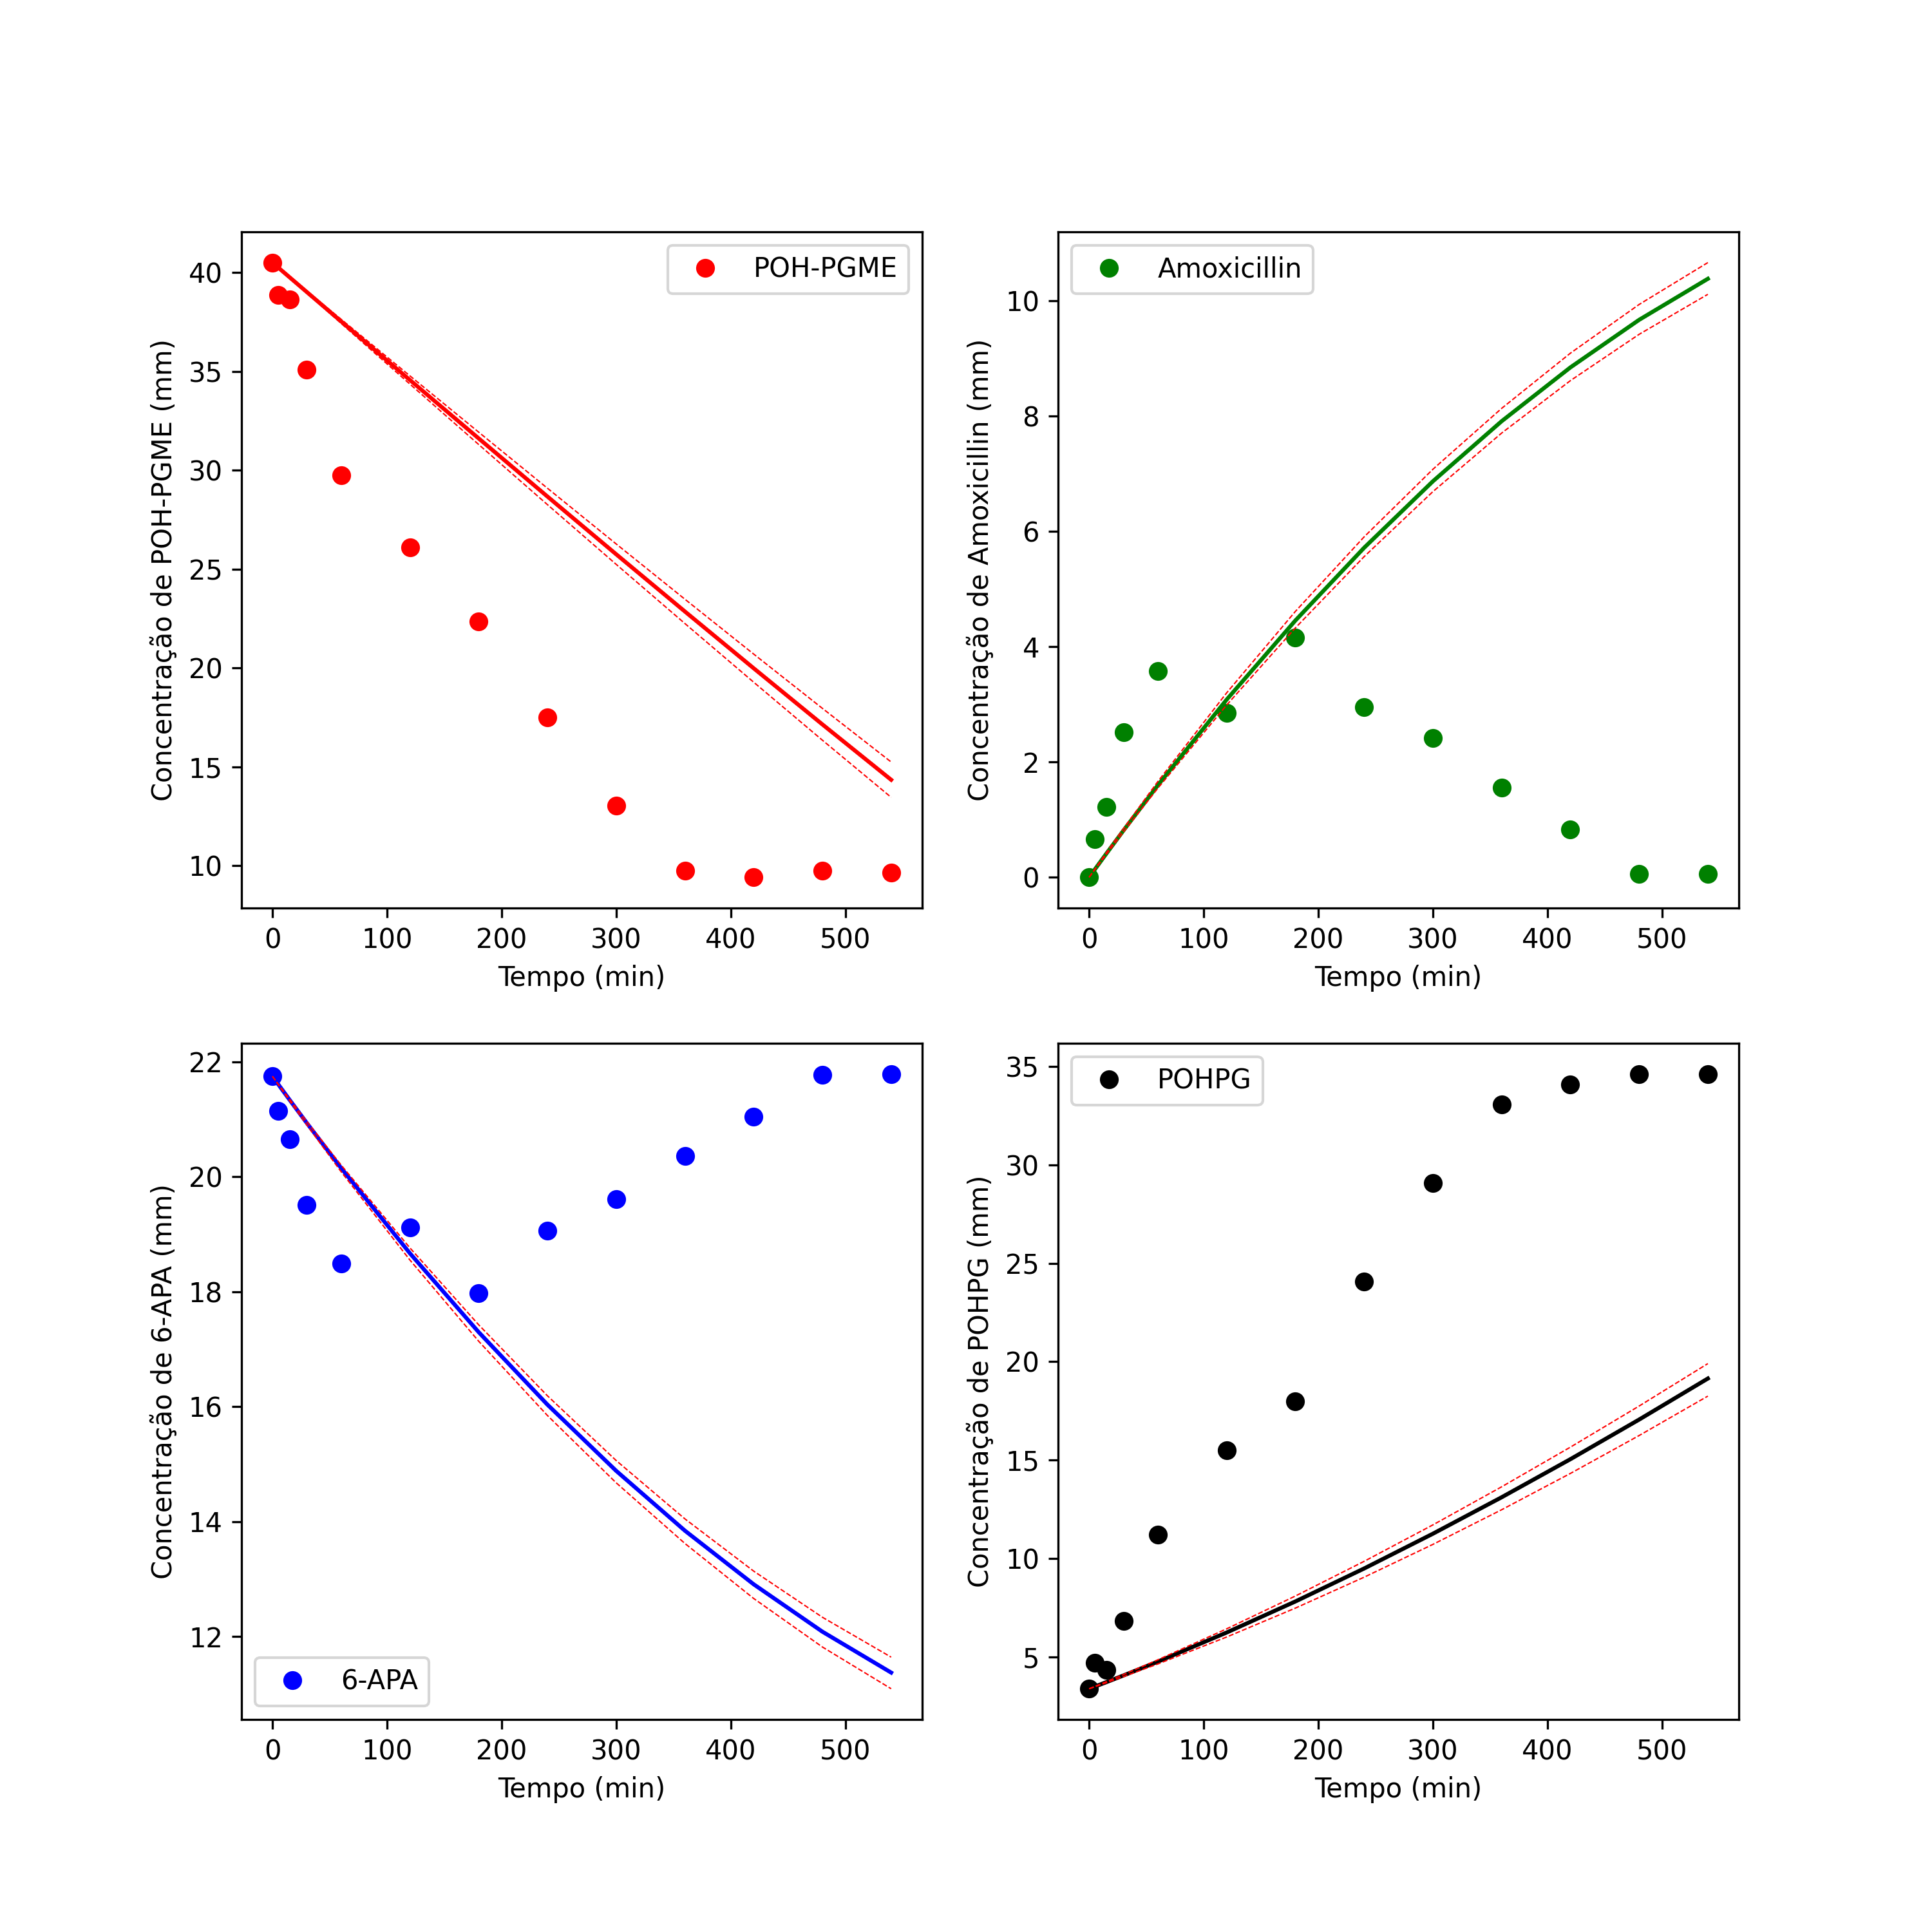 POH-PGME
Concentração de POH-PGME (mm)
40
35
30
25
20
15
10
0 100 200 300 400 500
Tempo (min)
Amoxicillin
Concentração de Amoxicillin (mm)
10
8
6
4
2
0
0 100 200 300 400 500
Tempo (min)
6-APA
Concentração de 6-APA (mm)
22
20
18
16
14
12
0 100 200 300 400 500
Tempo (min)
POHPG
Concentração de POHPG (mm)
35
30
25
20
15
10
5
0 100 200 300 400 500
Tempo (min)